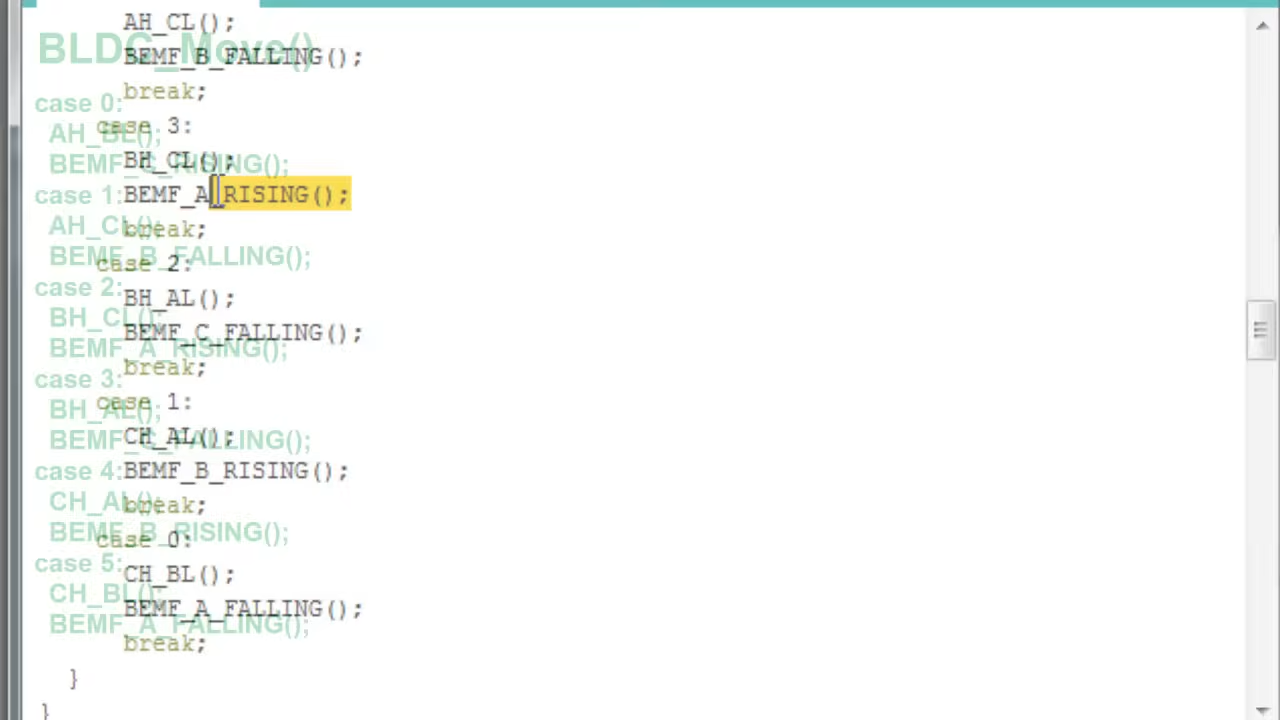 AH_CL();
BEMF_B_FALLING();
break;
case 3:
BH_CL();
BEMF_A_RISING();
break;
case 2:
BH_AL();
BEMF_C_FALLING();
break;
case 1:
CH_AL();
BEMF_B_RISING();
break;
case 0:
CH_BL();
BEMF_A_FALLING();
break;
}
}
BLDC_Move()
case 0:
AH_BL();
BEMF_C_RISING();
case 1:
AH_CL();
BEMF_B_FALLING();
case 2:
BH_CL();
BEMF_A_RISING();
case 3:
BH_AL();
BEMF_C_FALLING();
case 4:
CH_AL();
BEMF_B_RISING();
case 5:
CH_BL();
BEMF_A_FALLING();